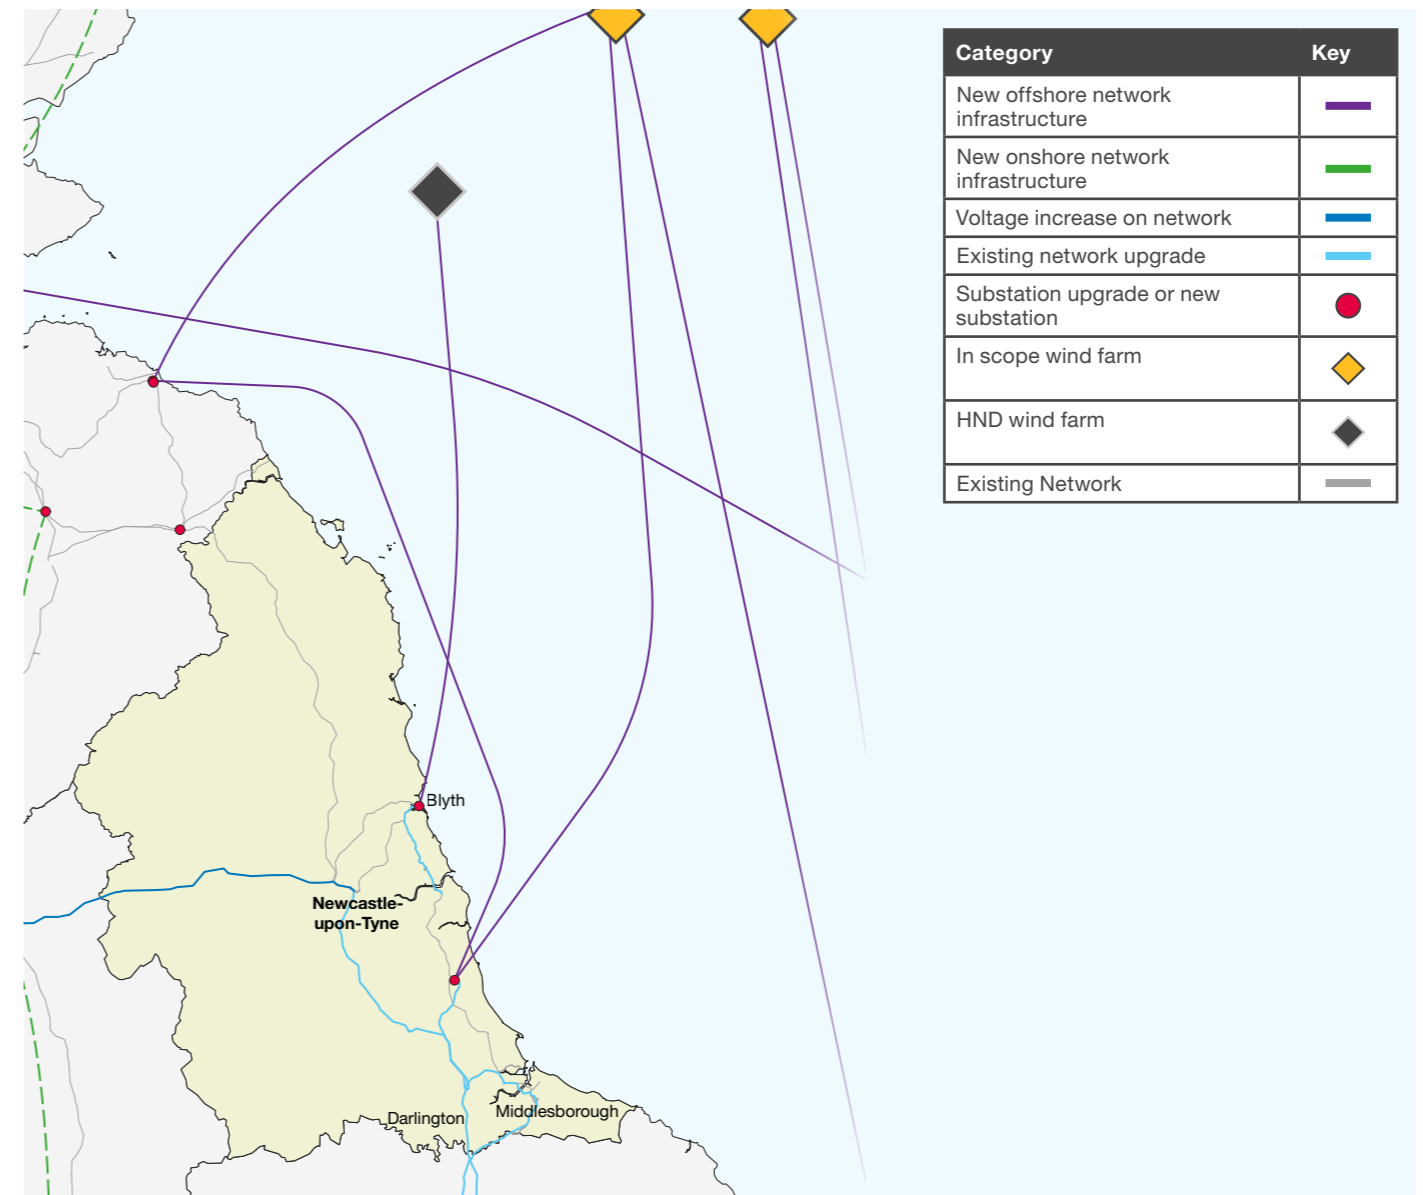 Category Key
New offshore network
infrastructure
New onshore network
infrastructure
Voltage increase on network
Existing network upgrade
Substation upgrade or new
substation
In scope wind farm
HND wind farm
Existing Network
Blyth
Newcastle-
upon-Tyne
Darlington
Middlesborough